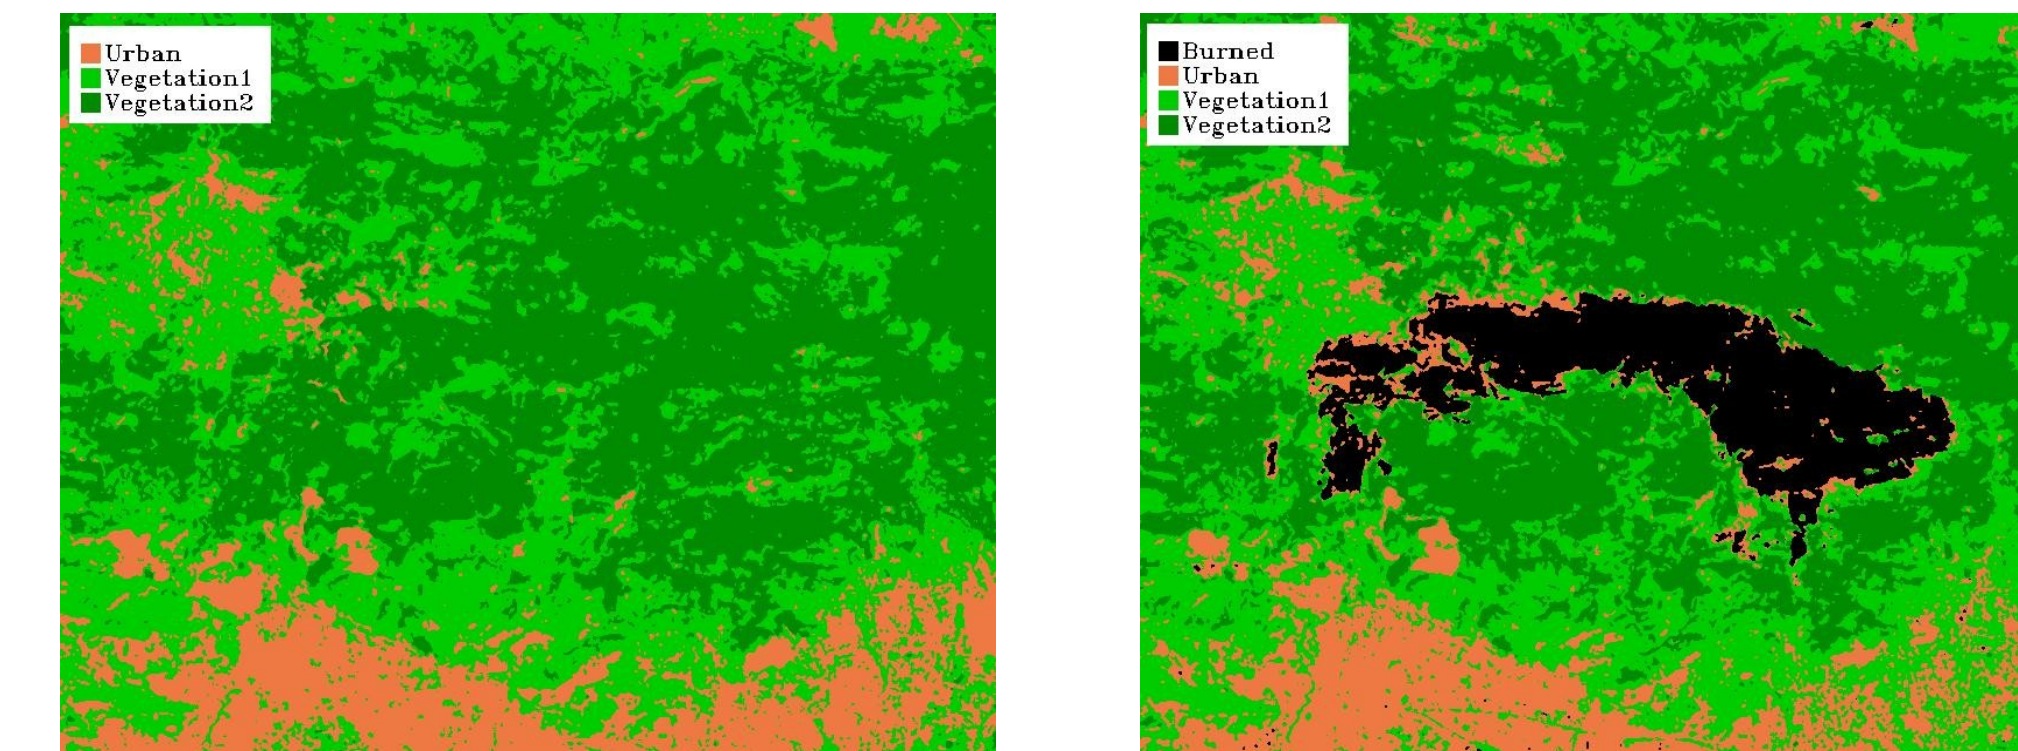 Urban
Vegetation1
Vegetation2
Burned
Urban
Vegetation1
Vegetation2